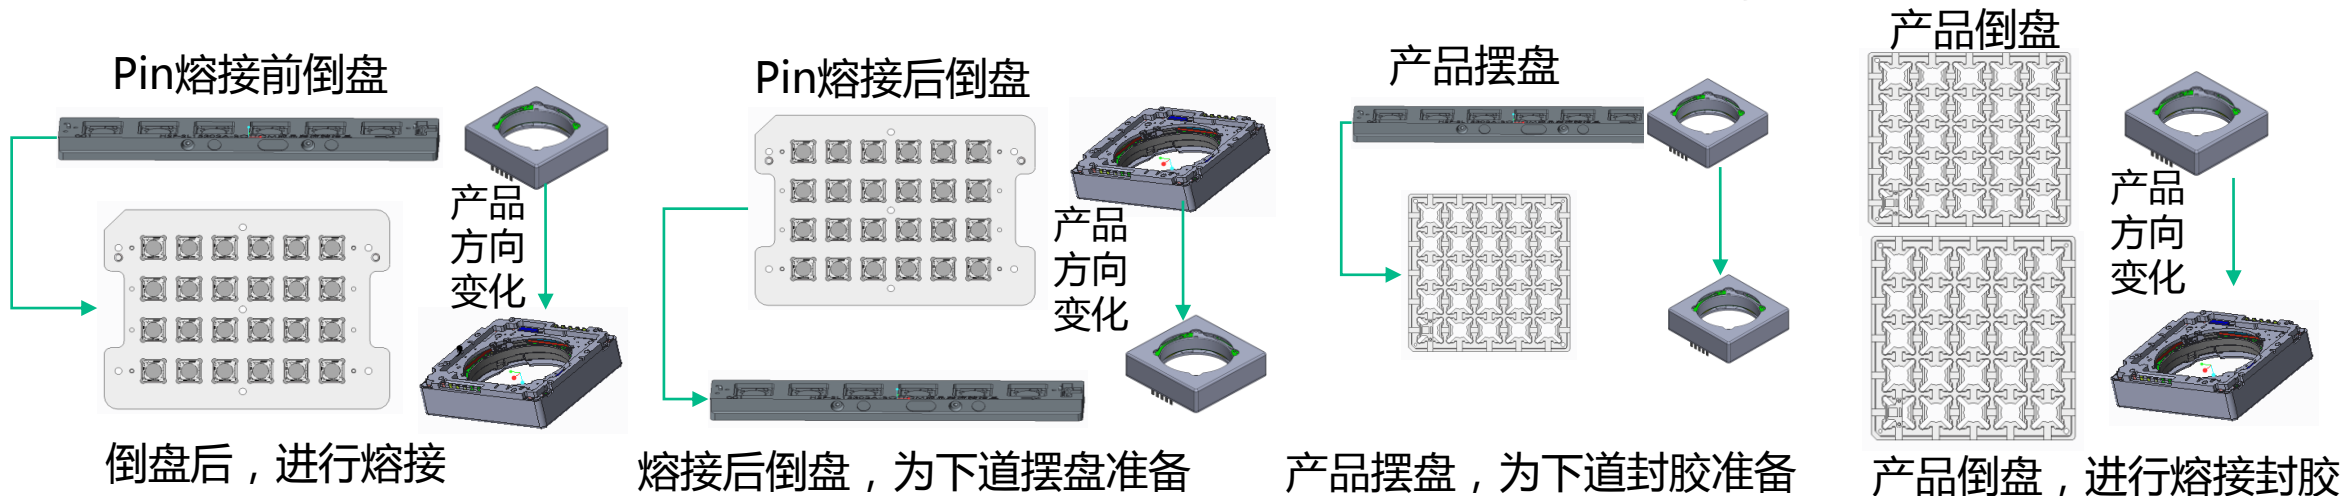 Pin熔接前倒盘
产品
方向
变化
倒盘后，进行熔接
Pin熔接后倒盘
产品
方向
变化
熔接后倒盘，为下道摆盘准备
产品摆盘
产品摆盘，为下道封胶准备
产品倒盘
产品
方向
变化
产品倒盘，进行熔接封胶